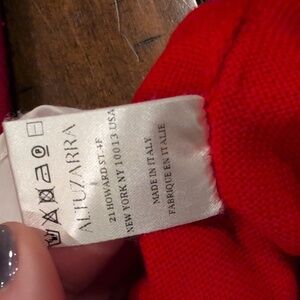 ALTUZARRA
21 HOWARD ST 4F
NEW YORK NY 10013 USA
MADE IN ITALY
FABRIQUE EN ITALIE